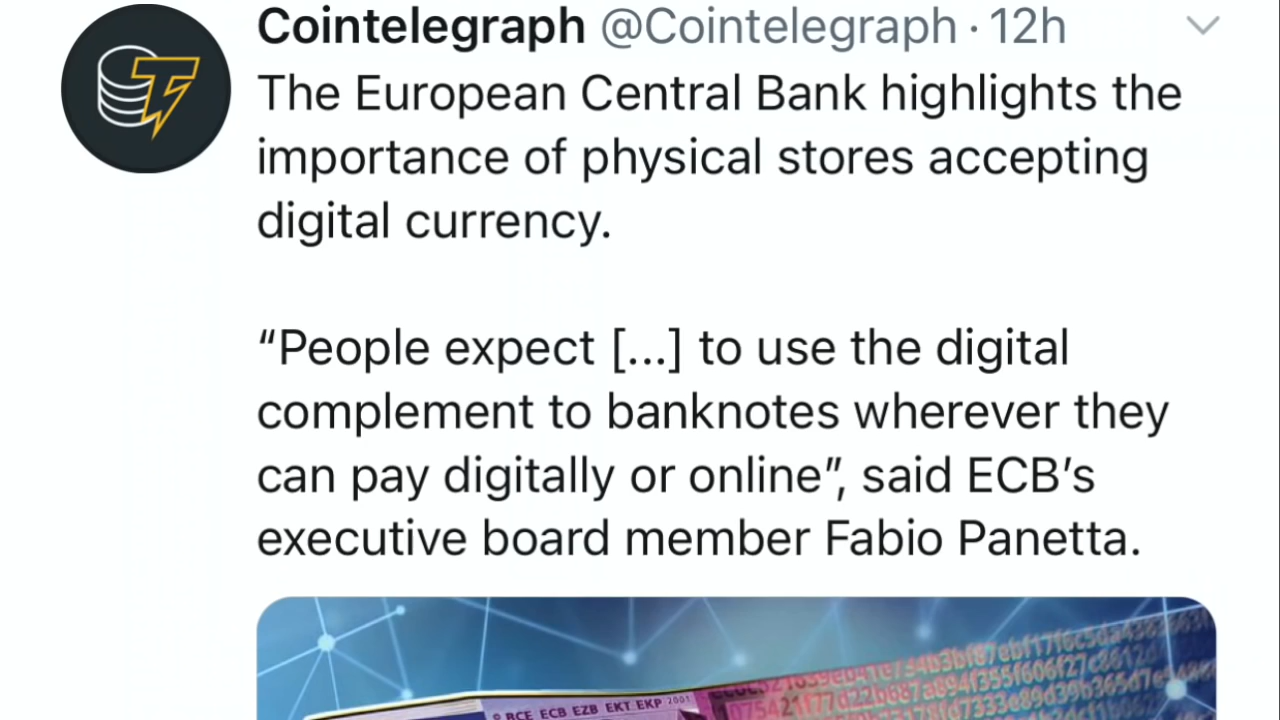 Cointelegraph @Cointelegraph · 12h
The European Central Bank highlights the
importance of physical stores accepting
digital currency.
“People expect [...] to use the digital
complement to banknotes wherever they
can pay digitally or online”, said ECB’s
executive board member Fabio Panetta.
BCE ECB EZB EKT EKP 2001